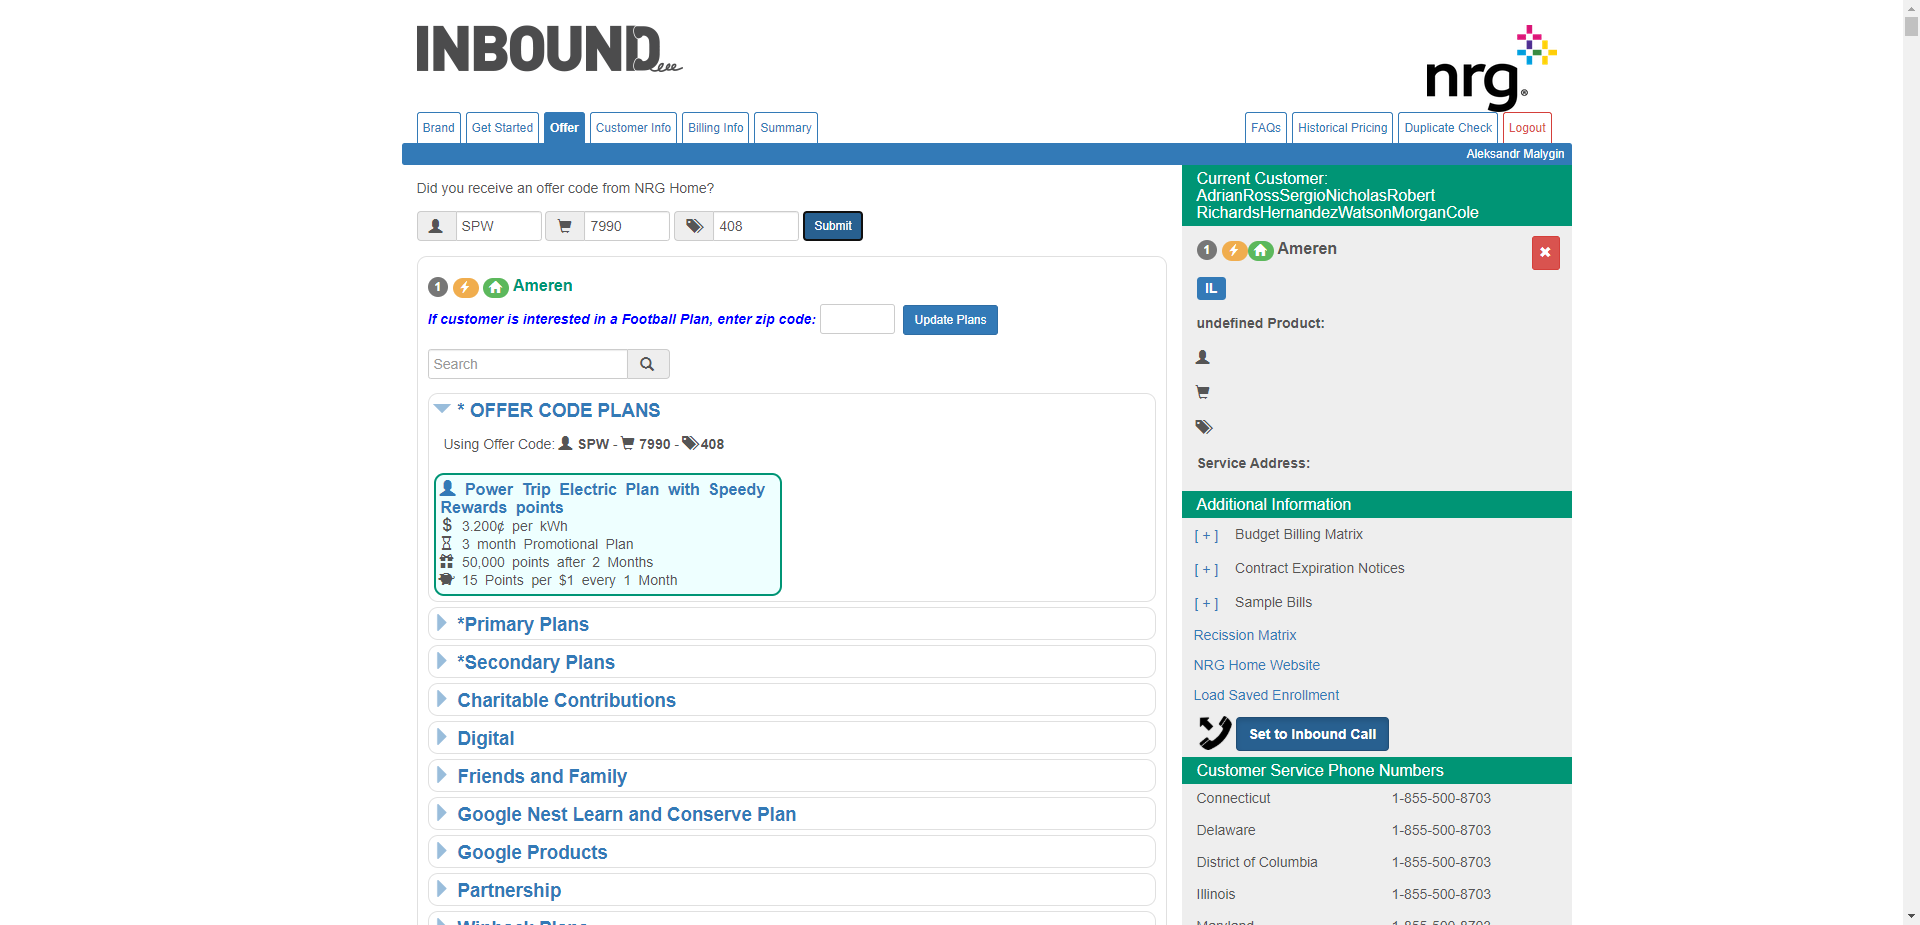 INBOUND
nrg
Brand
Get Started
Offer
Customer Info
Billing Info
Summary
FAQs
Historical Pricing
Duplicate Check
Logout
Aleksandr Malygin
Did you receive an offer code from NRG Home?
SPW
7990
408
Submit
1 Ameren
If customer is interested in a Football Plan, enter zip code:
Update Plans
Search
* OFFER CODE PLANS
Using Offer Code: SPW - 7990 - 408
Power Trip Electric Plan with Speedy
Rewards points
$ 3.200¢ per kWh
3 month Promotional Plan
50,000 points after 2 Months
15 Points per $1 every 1 Month
*Primary Plans
*Secondary Plans
Charitable Contributions
Digital
Friends and Family
Google Nest Learn and Conserve Plan
Google Products
Partnership
Winback Plans
Current Customer:
AdrianRossSergioNicholasRobert
RichardsHernandezWatsonMorganCole
1 Ameren
IL
undefined Product:
Service Address:
Additional Information
[ + ] Budget Billing Matrix
[ + ] Contract Expiration Notices
[ + ] Sample Bills
Recission Matrix
NRG Home Website
Load Saved Enrollment
Set to Inbound Call
Customer Service Phone Numbers
Connecticut 1-855-500-8703
Delaware 1-855-500-8703
District of Columbia 1-855-500-8703
Illinois 1-855-500-8703
Maryland 1-855-500-8703